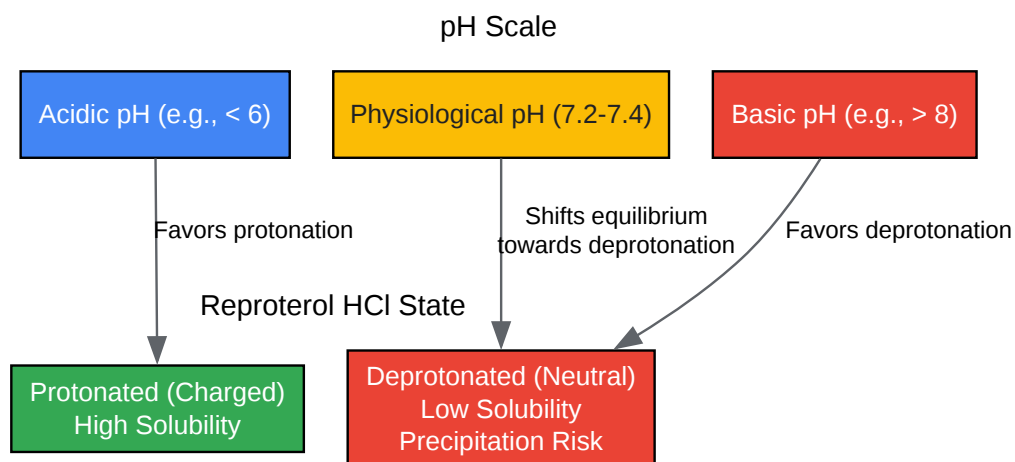 pH Scale
Acidic pH (e.g., < 6)
Physiological pH (7.2-7.4)
Basic pH (e.g., > 8)
Favors protonation
Shifts equilibrium
towards deprotonation
Favors deprotonation
Reproterol HCl State
Protonated (Charged)
High Solubility
Deprotonated (Neutral)
Low Solubility
Precipitation Risk